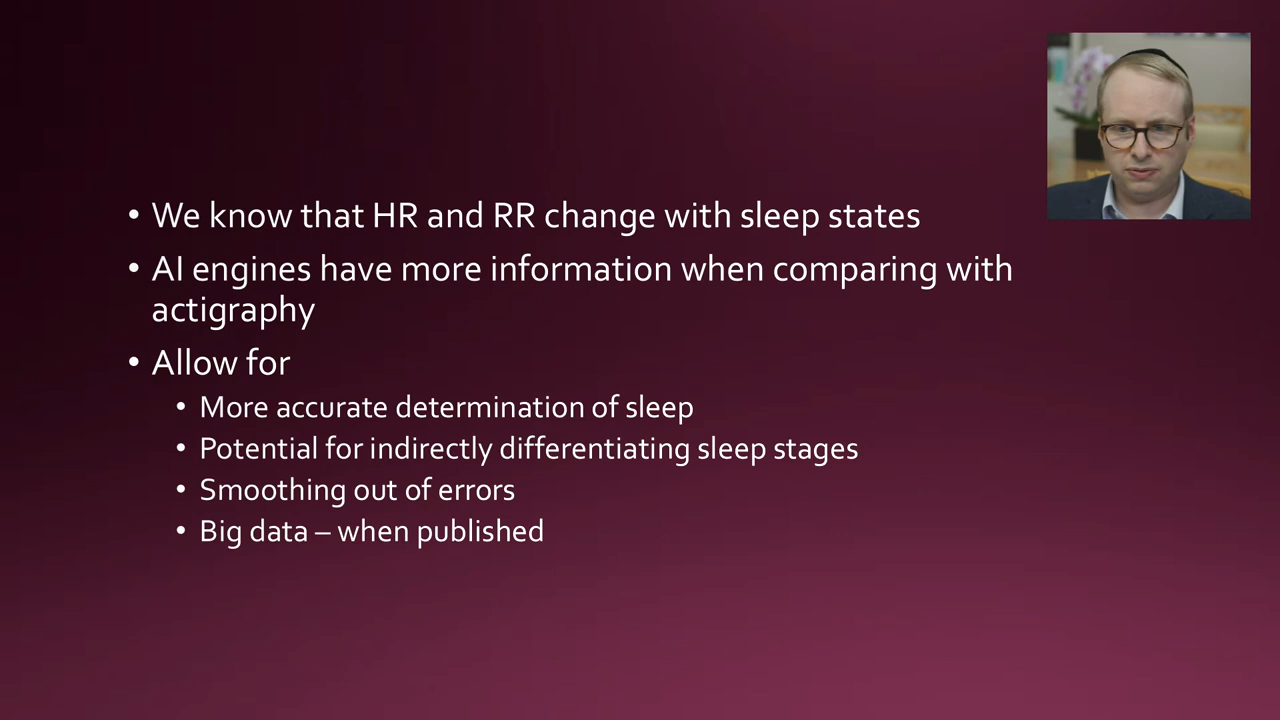 • We know that HR and RR change with sleep states
• AI engines have more information when comparing with
actigraphy
• Allow for
• More accurate determination of sleep
• Potential for indirectly differentiating sleep stages
• Smoothing out of errors
• Big data – when published